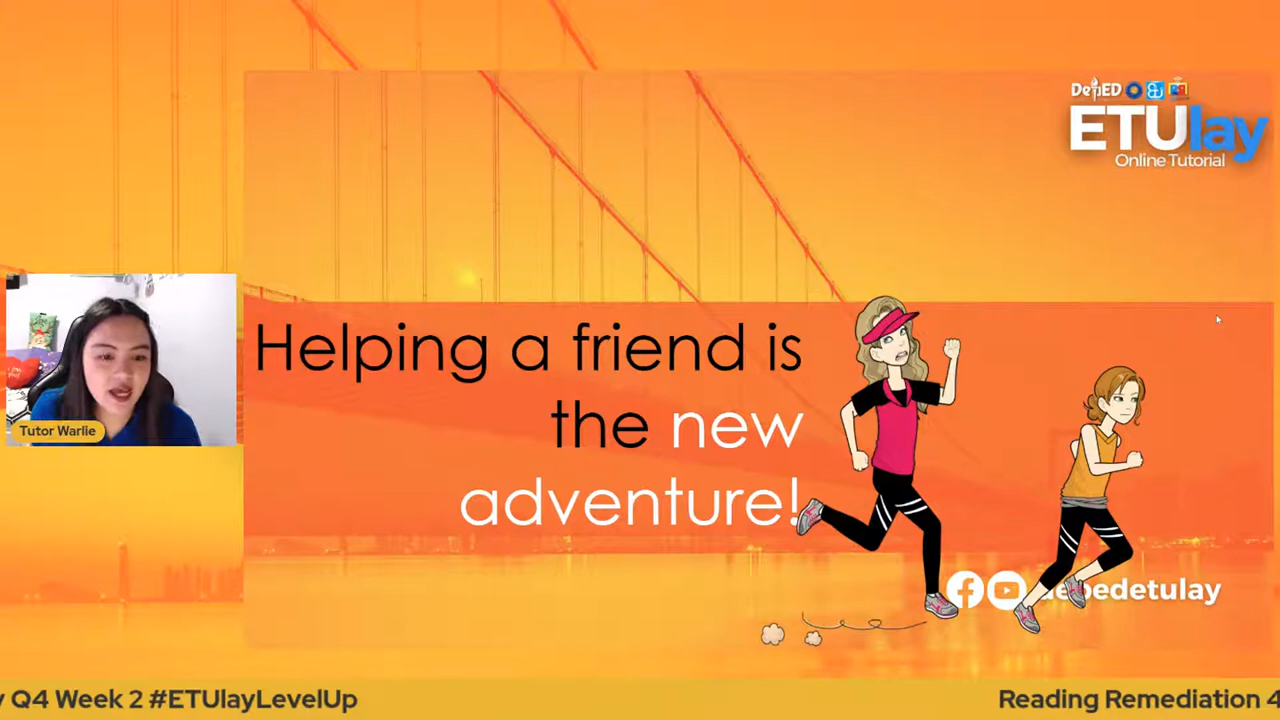 DepED
ETUlay
Online Tutorial
Helping a friend is
the new
adventure!
Tutor Warlie
depedetulay
Q4 Week 2 #ETUlayLevelUp
Reading Remediation 4